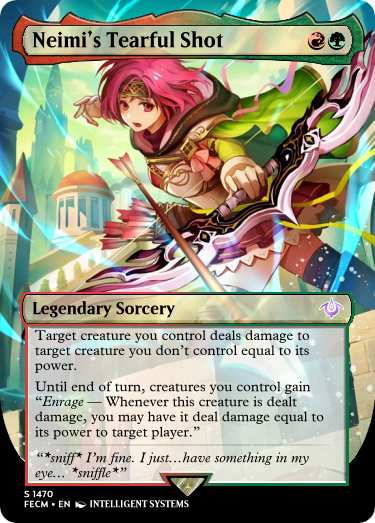 Neimi's Tearful Shot
Legendary Sorcery
Target creature you control deals damage to
target creature you don't control equal to its
power.
Until end of turn, creatures you control gain
“Enrage — Whenever this creature is dealt
damage, you may have it deal damage equal to
its power to target player.”
“*sniff* I'm fine. I just…have something in my
eye… *sniffle*”
S 1470
FECM • EN INTELLIGENT SYSTEMS